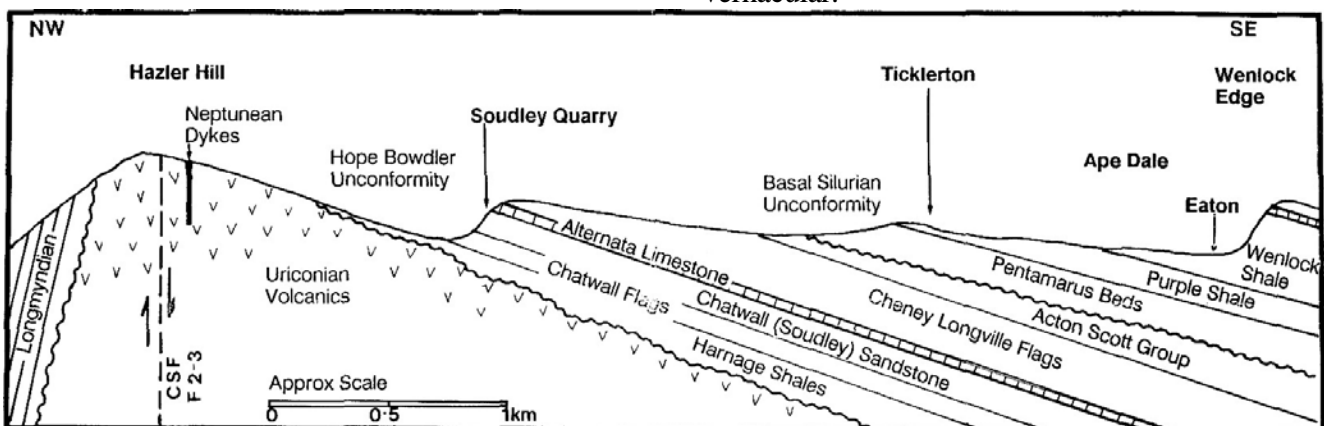 vernacular.
NW
SE
Hazler Hill
Ticklerton
Wenlock
Edge
Neptunean
Dykes
Soudley Quarry
Hope Bowdler
Unconformity
Ape Dale
Basal Silurian
Unconformity
Eaton
Longmyndian
Uriconian
Volcanics
Alternata Limestone
Chatwall Flags
Chatwall (Soudley) Sandstone
Harnage Shales
Cheney Longville Flags
Acton Scott Group
Pentamarus Beds
Purple Shale
Wenlock
Shale
CSF
F 2-3
Approx Scale
0 0·5 1km